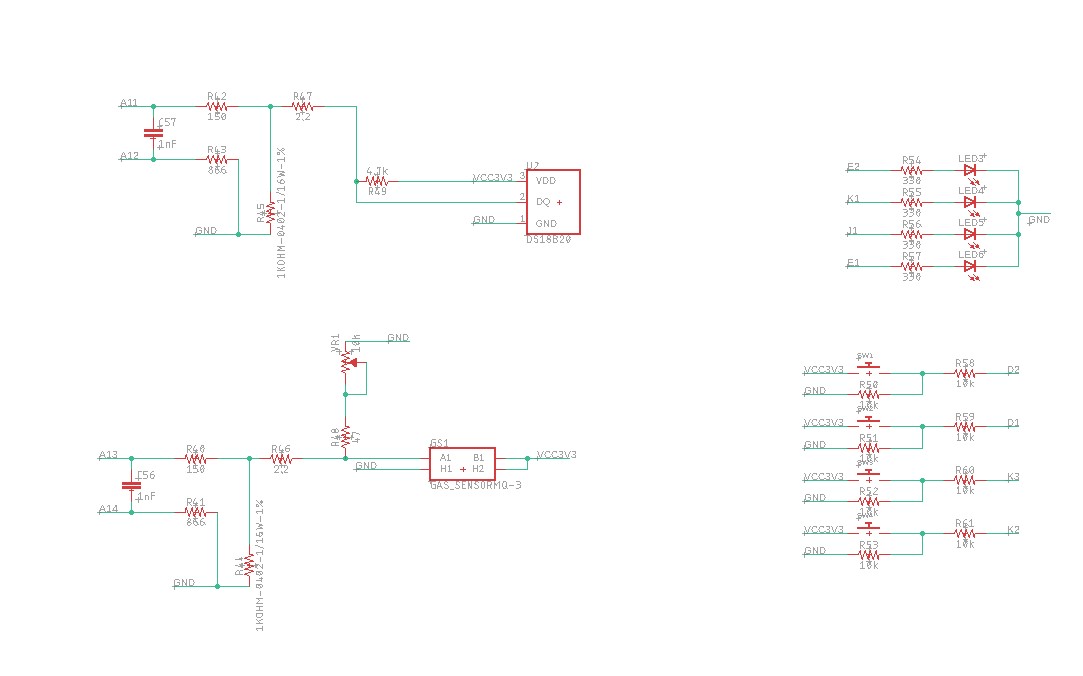 A11
R42
150
R47
2,2
C57
1nF
A12
R43
866
R45
1KOHM-0402-1/16W-1%
GND
4.7k
R49
VCC3V3
GND
U2
3
VDD
2
DQ
1
GND
DS18B20
E2
R54
330
LED3
K1
R55
330
LED4
GND
J1
R56
330
LED5
E1
R57
330
LED6
VR1
10k
GND
R48
47
A13
R40
150
R46
2,2
C56
1nF
A14
R41
866
R44
1KOHM-0402-1/16W-1%
GND
GND
GS1
A1
B1
H1
H2
GAS_SENSORMQ-3
VCC3V3
SW1
VCC3V3
GND
R50
10k
R58
10k
D2
VCC3V3
GND
R51
10k
R59
10k
D1
VCC3V3
GND
R52
10k
R60
10k
K3
VCC3V3
GND
R53
10k
R61
10k
K2